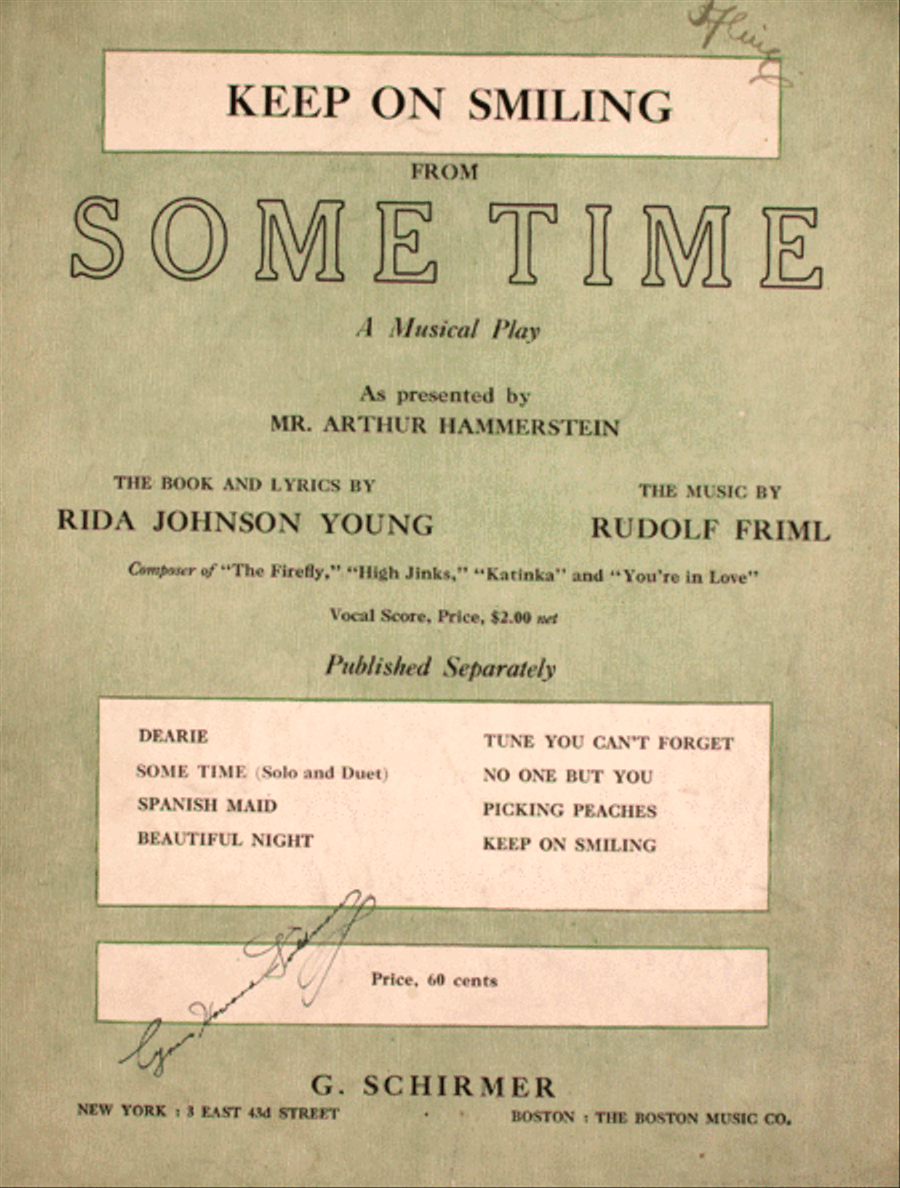 KEEP ON SMILING
FROM
SOME TIME
A Musical Play
As presented by
MR. ARTHUR HAMMERSTEIN
THE BOOK AND LYRICS BY
RIDA JOHNSON YOUNG
THE MUSIC BY
RUDOLF FRIML
Composer of "The Firefly," "High Jinks," "Katinka" and "You're in Love"
Vocal Score, Price, $2.00 net
Published Separately
DEARIE
SOME TIME (Solo and Duet)
SPANISH MAID
BEAUTIFUL NIGHT
TUNE YOU CAN'T FORGET
NO ONE BUT YOU
PICKING PEACHES
KEEP ON SMILING
Price, 60 cents
G. SCHIRMER
NEW YORK : 3 EAST 43d STREET
BOSTON : THE BOSTON MUSIC CO.